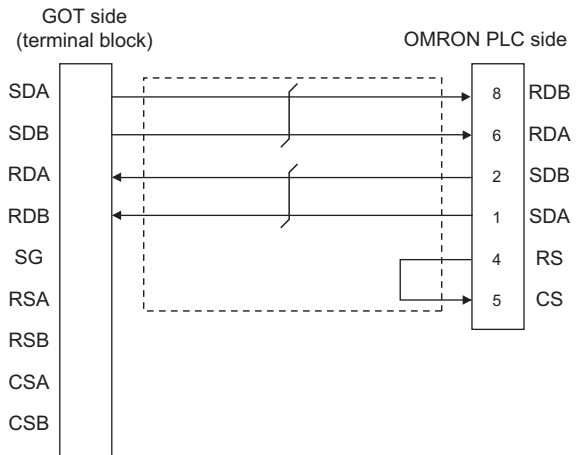 GOT side
(terminal block)
OMRON PLC side
SDA
8
RDB
SDB
6
RDA
RDA
2
SDB
RDB
1
SDA
SG
4
RS
RSA
5
CS
RSB
CSA
CSB